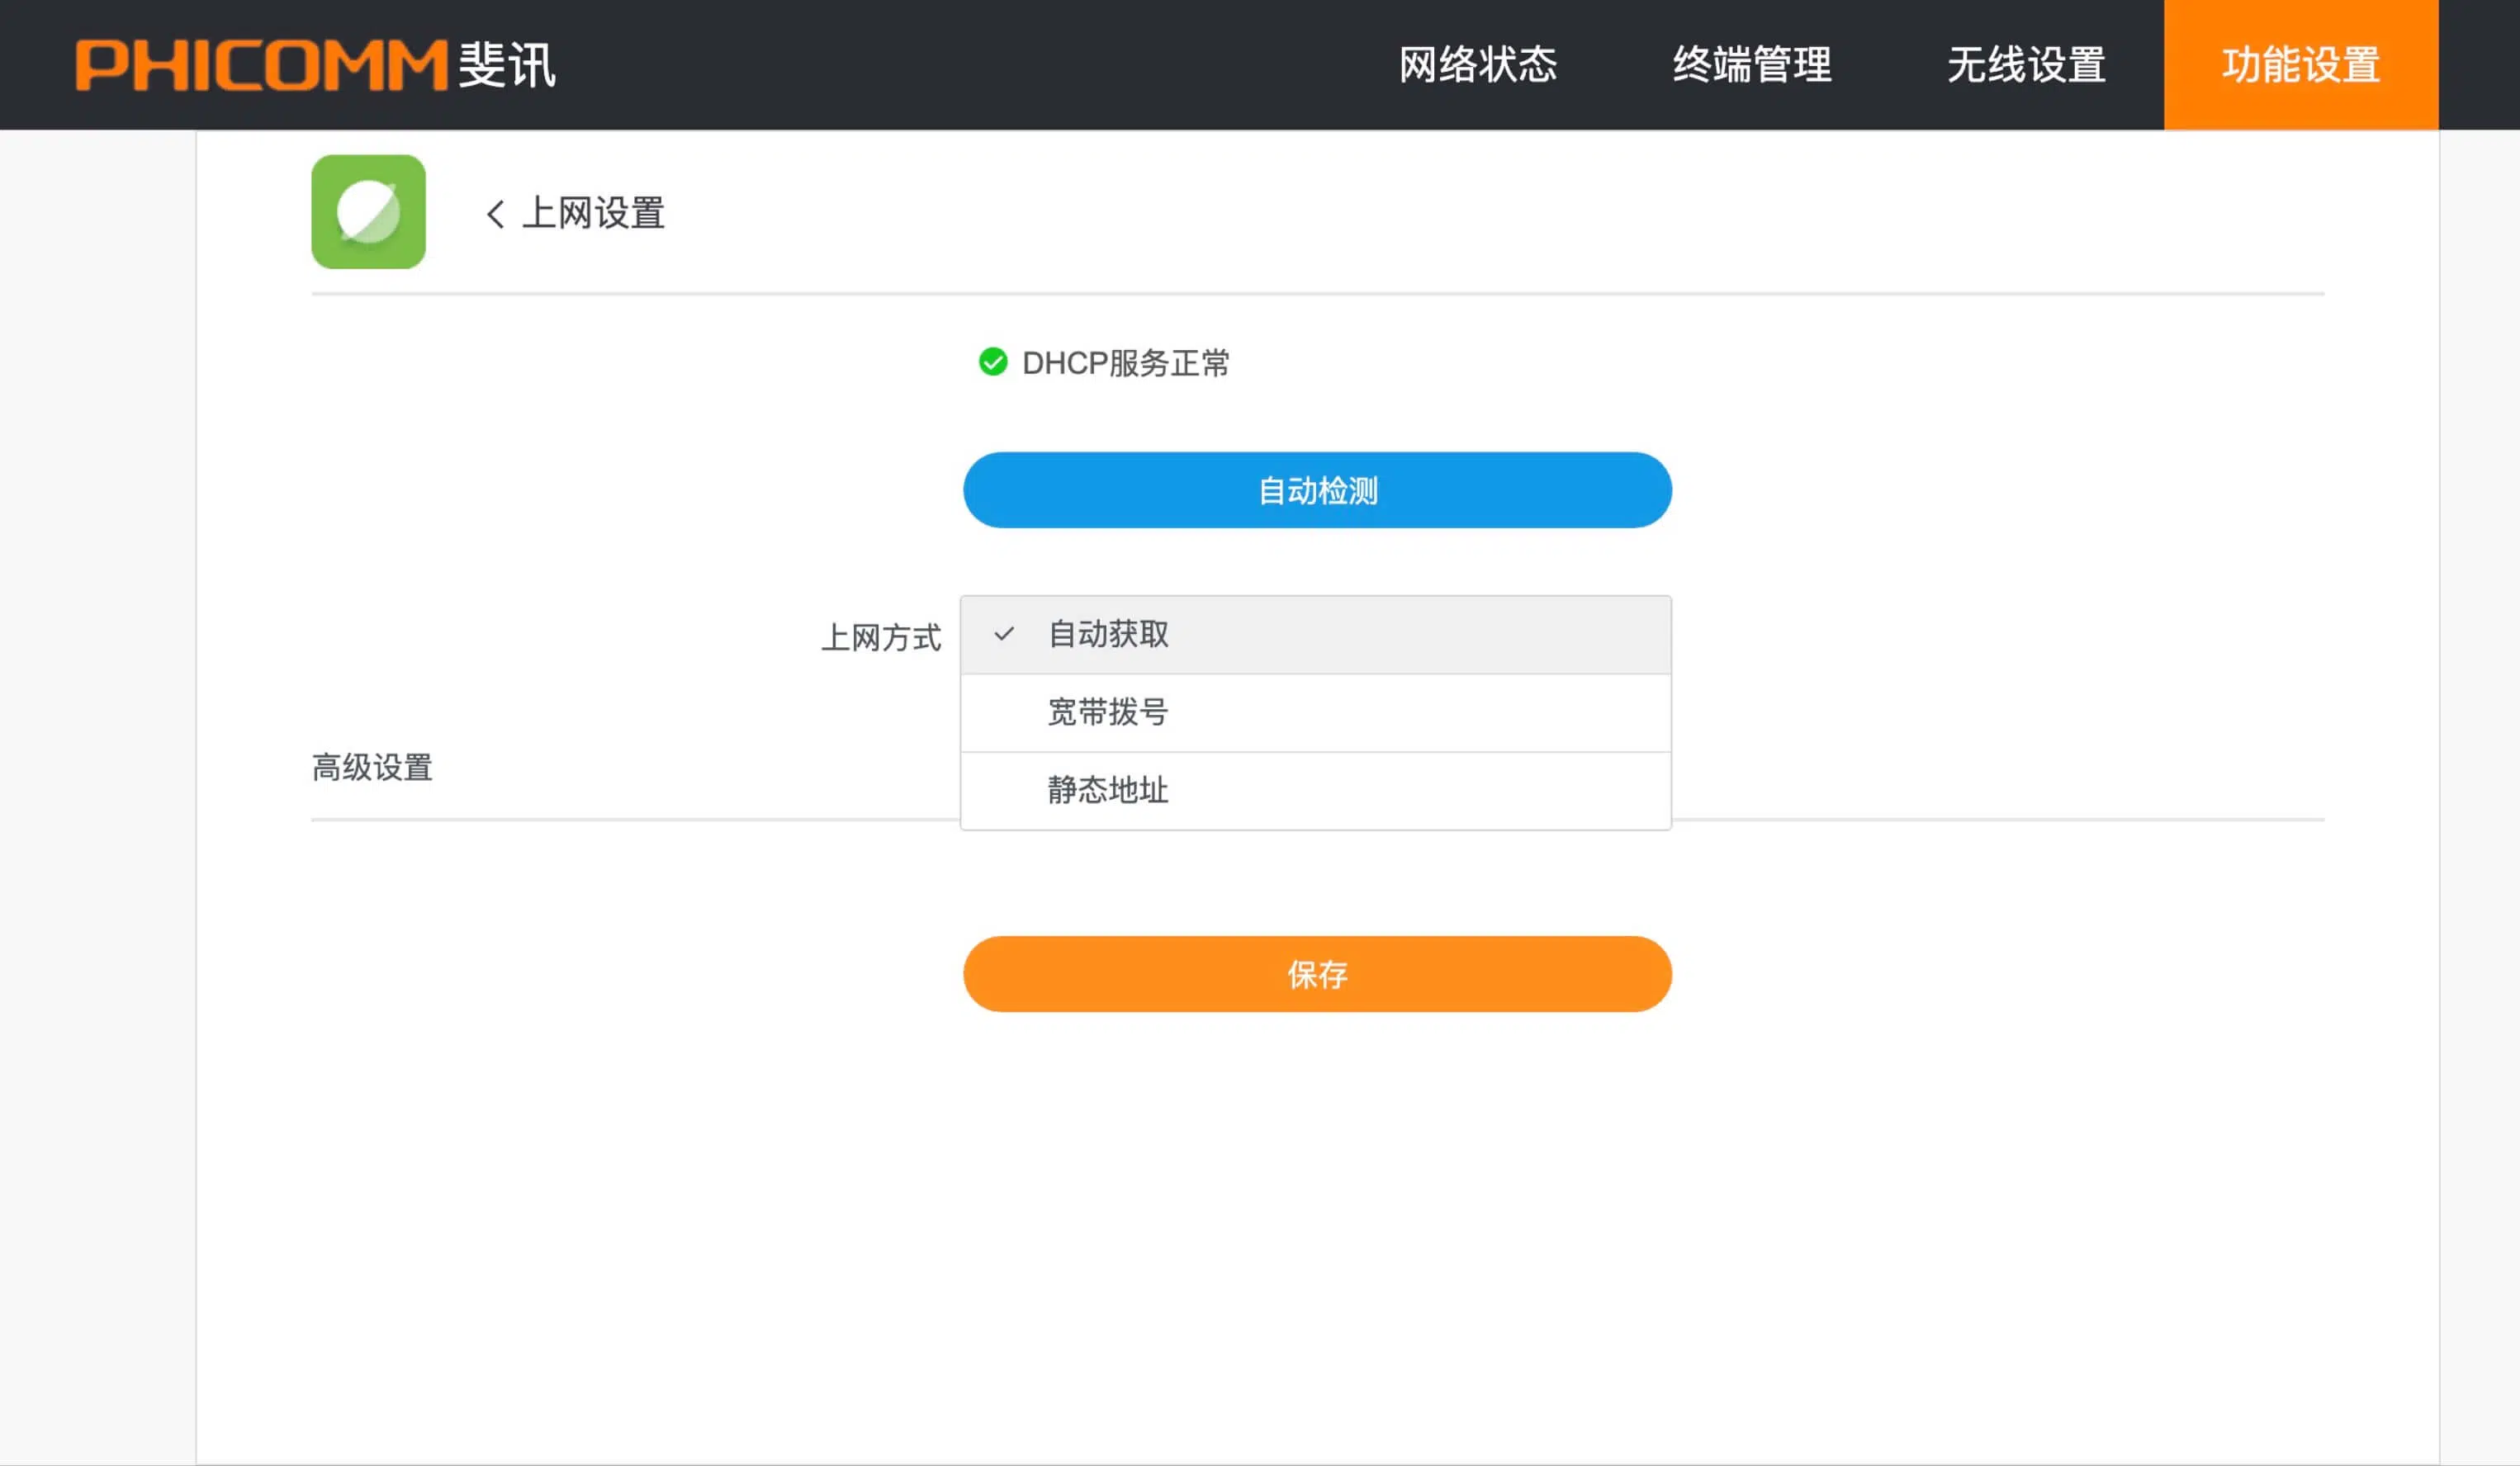 PHICOMM 斐讯 网络状态 终端管理 无线设置 功能设置
上网设置
DHCP服务正常
自动检测
上网方式 自动获取
宽带拨号
高级设置
静态地址
保存